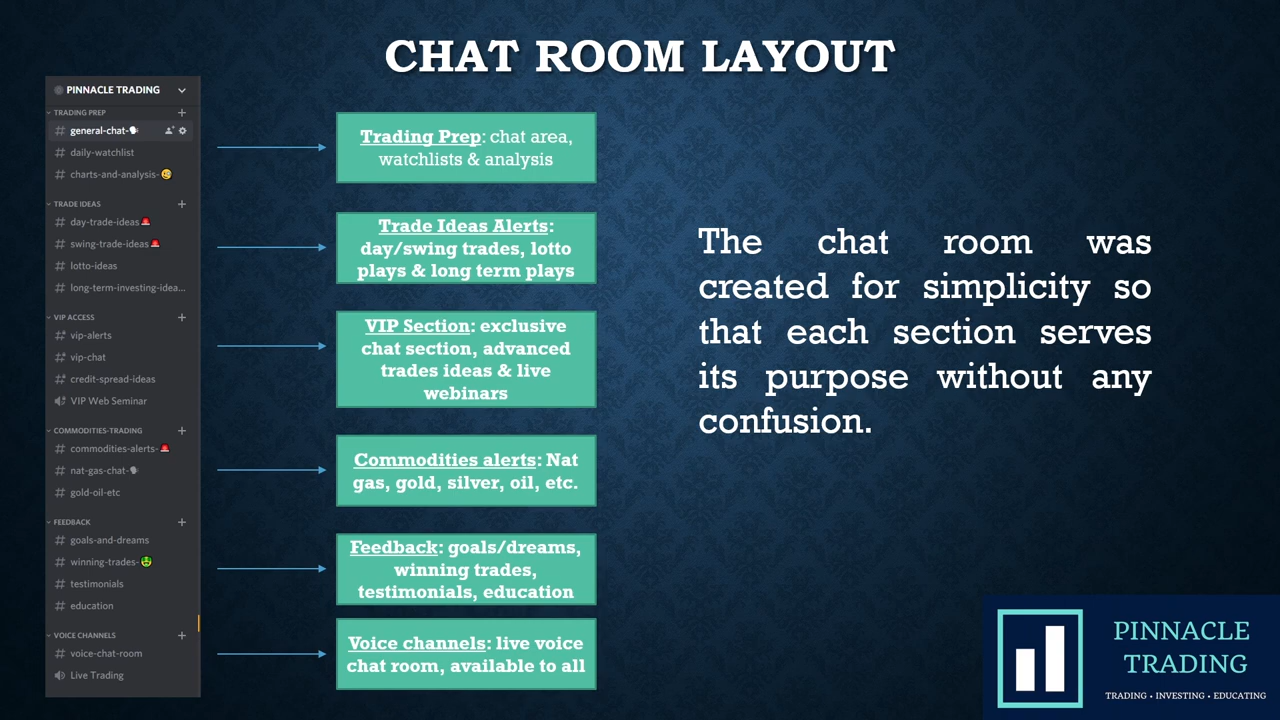 CHAT ROOM LAYOUT
PINNACLE TRADING
TRADING PREP
general-chat-
daily-watchlist
charts-and-analysis-
TRADE IDEAS
day-trade-ideas
swing-trade-ideas
lotto-ideas
long-term-investing-idea...
VIP ACCESS
vip-alerts
vip-chat
credit-spread-ideas
VIP Web Seminar
COMMODITIES-TRADING
commodities-alerts-
nat-gas-chat-
gold-oil-etc
FEEDBACK
goals-and-dreams
winning-trades-
testimonials
education
VOICE CHANNELS
voice-chat-room
Live Trading
Trading Prep: chat area,
watchlists & analysis
Trade Ideas Alerts:
day/swing trades, lotto
plays & long term plays
VIP Section: exclusive
chat section, advanced
trades ideas & live
webinars
Commodities alerts: Nat
gas, gold, silver, oil, etc.
Feedback: goals/dreams,
winning trades,
testimonials, education
Voice channels: live voice
chat room, available to all
The chat room was
created for simplicity so
that each section serves
its purpose without any
confusion.
PINNACLE
TRADING
TRADING • INVESTING • EDUCATING